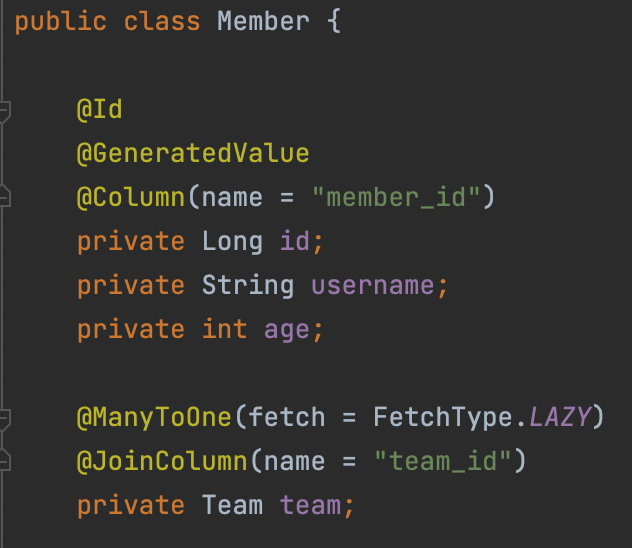 public class Member {
@Id
@GeneratedValue
@Column(name = "member_id")
private Long id;
private String username;
private int age;
@ManyToOne(fetch = FetchType.LAZY)
@JoinColumn(name = "team_id")
private Team team;